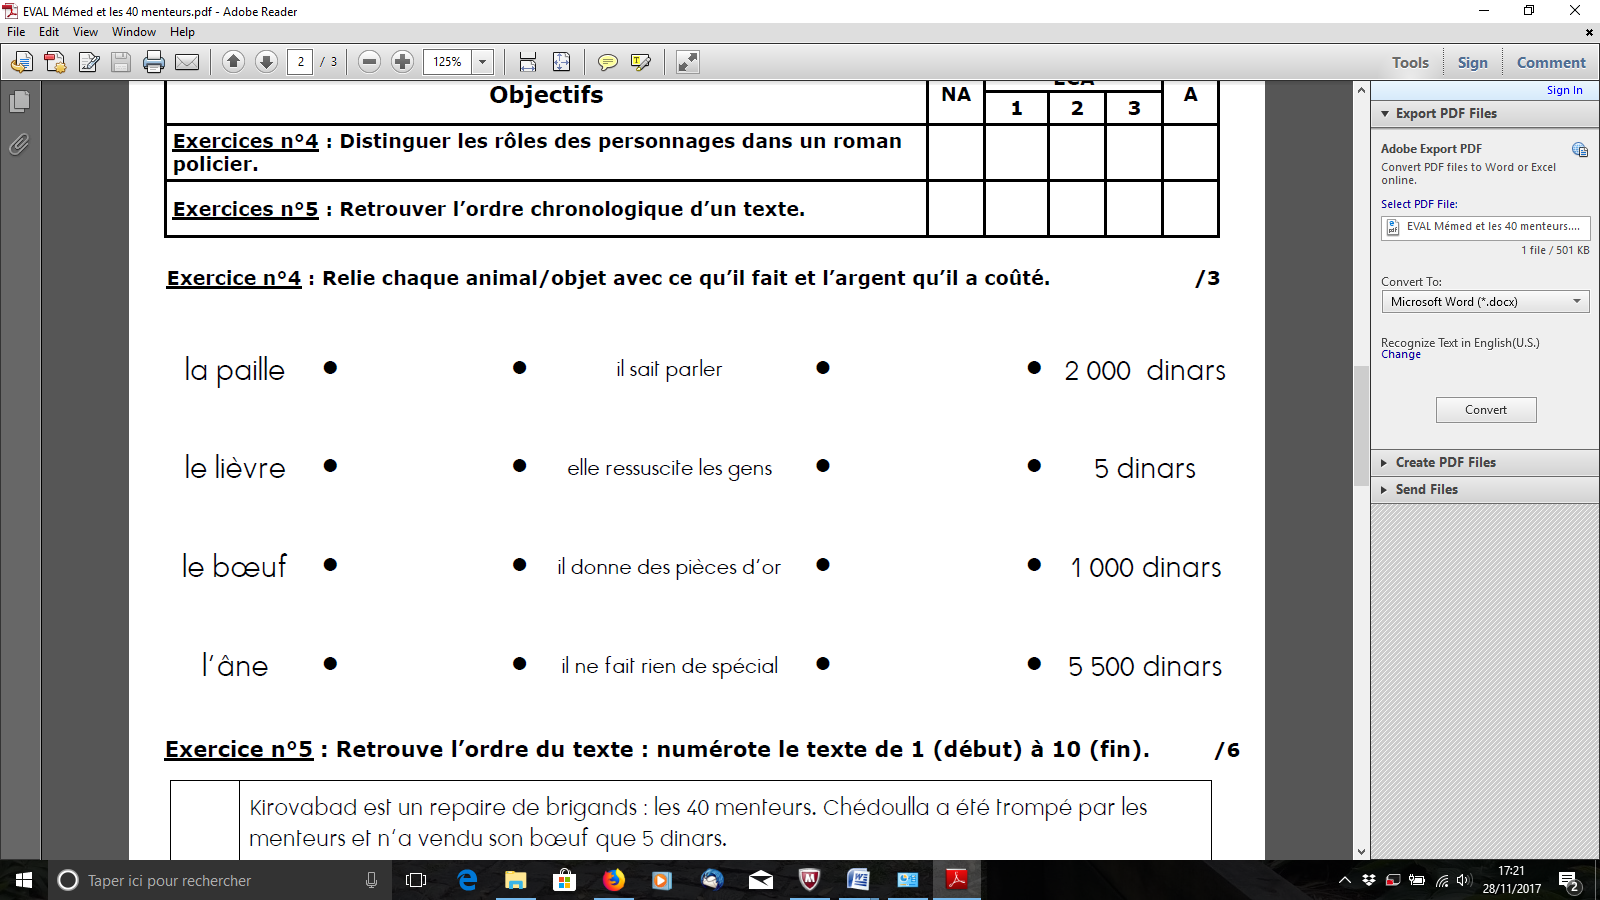 EVAL Mémed et les 40 menteurs.pdf - Adobe Reader
File Edit View Window Help
2 / 3 125% Tools Sign Comment
Sign In
Export PDF Files
Adobe Export PDF
Convert PDF files to Word or Excel
online.
Select PDF File:
EVAL Mémed et les 40 menteurs....
1 file / 501 KB
Convert To:
Microsoft Word (*.docx)
Recognize Text in English(U.S.)
Change
Convert
Create PDF Files
Send Files
Objectifs NA ECA A
1 2 3
Exercices n°4 : Distinguer les rôles des personnages dans un roman
policier.
Exercices n°5 : Retrouver l’ordre chronologique d’un texte.
Exercice n°4 : Relie chaque animal/objet avec ce qu’il fait et l’argent qu’il a coûté. /3
la paille • • il sait parler • • 2 000 dinars
le lièvre • • elle ressuscite les gens • • 5 dinars
le bœuf • • il donne des pièces d’or • • 1 000 dinars
l’âne • • il ne fait rien de spécial • • 5 500 dinars
Exercice n°5 : Retrouve l’ordre du texte : numérote le texte de 1 (début) à 10 (fin). /6
Kirovabad est un repaire de brigands : les 40 menteurs. Chédoulla a été trompé par les
menteurs et n’a vendu son bœuf que 5 dinars.
Taper ici pour rechercher
17:21
28/11/2017
2